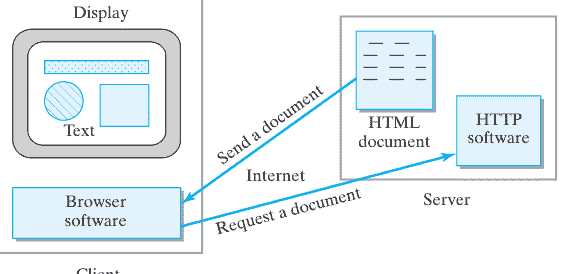 Display
Text
Send a document
HTML
document
HTTP
software
Internet
Browser
software
Request a document
Server
Client